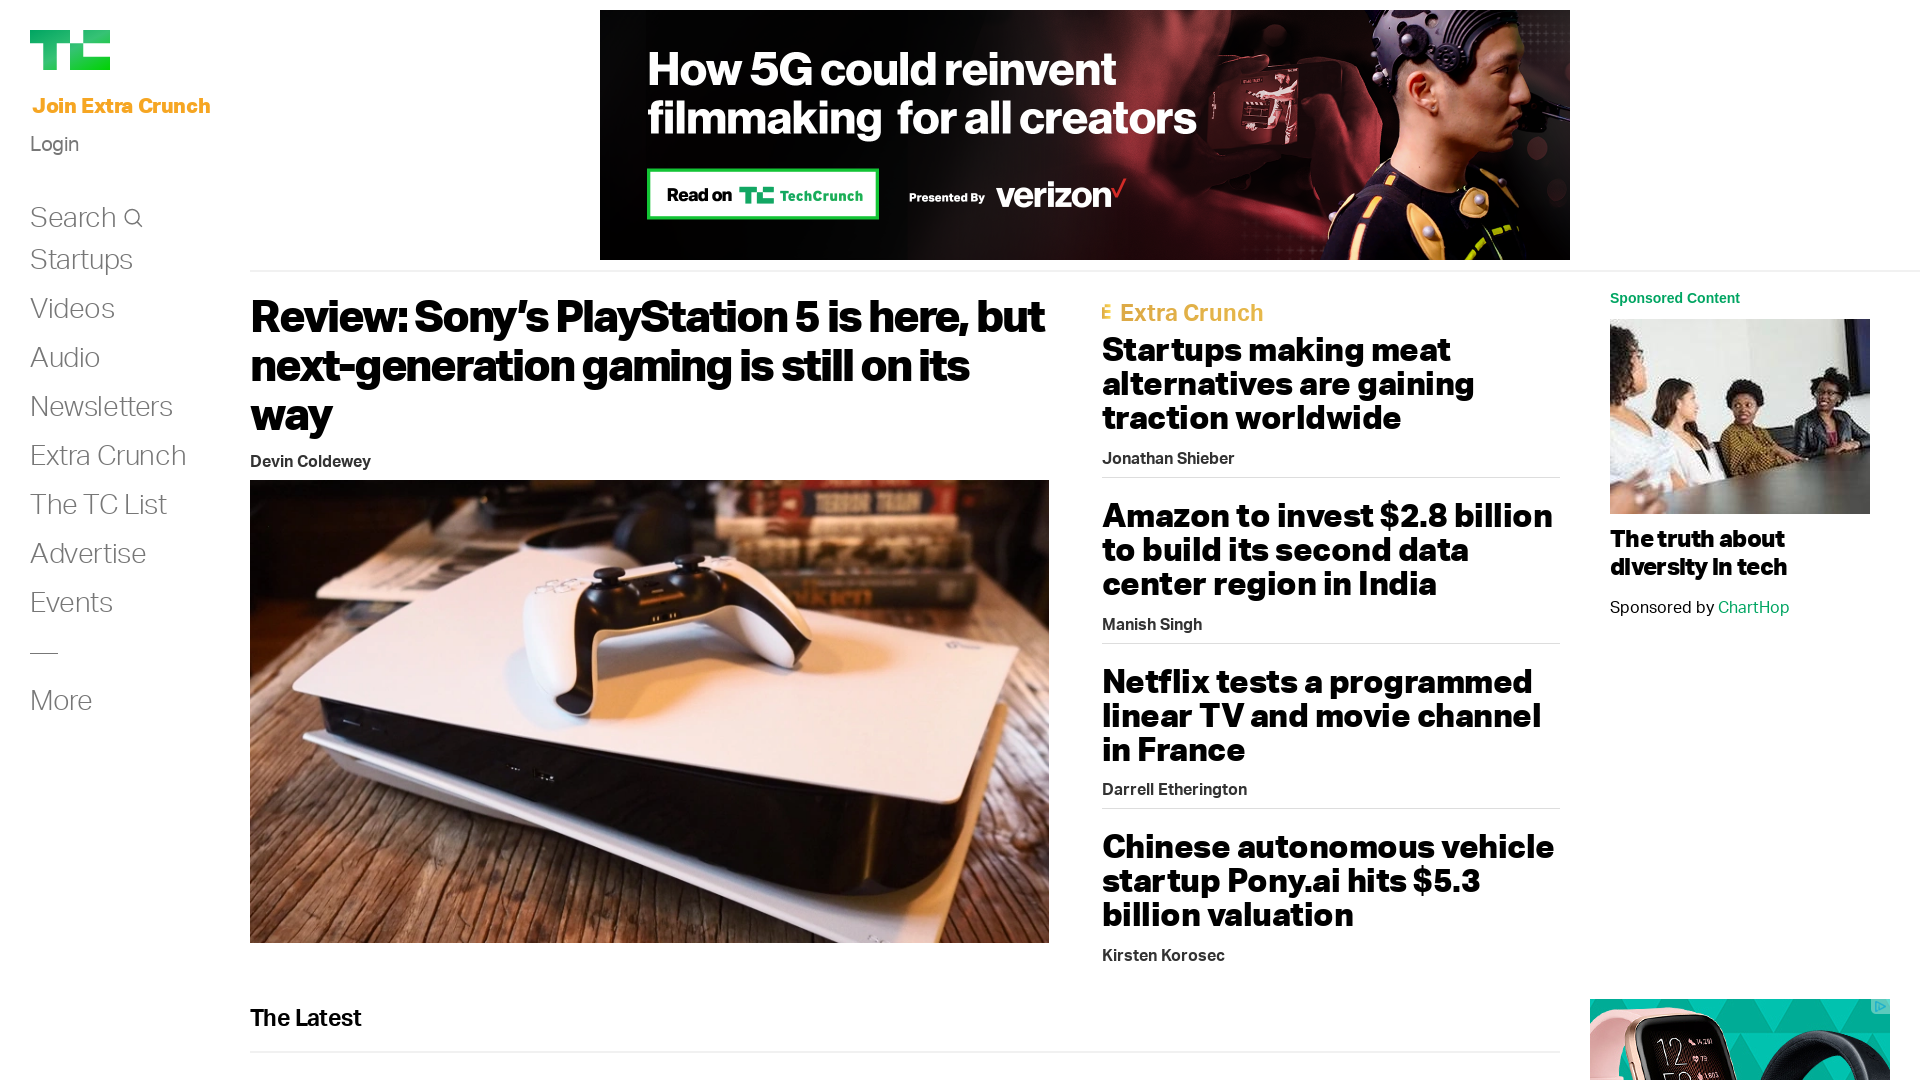 TC
Join Extra Crunch
Login
Search
Startups
Videos
Audio
Newsletters
Extra Crunch
The TC List
Advertise
Events
—
More
How 5G could reinvent
filmmaking for all creators
Read on TC TechCrunch
Presented By verizon
Review: Sony’s PlayStation 5 is here, but
next-generation gaming is still on its
way
Devin Coldewey
TERROR TRAIN
Extra Crunch
Startups making meat
alternatives are gaining
traction worldwide
Jonathan Shieber
Amazon to invest $2.8 billion
to build its second data
center region in India
Manish Singh
Netflix tests a programmed
linear TV and movie channel
in France
Darrell Etherington
Chinese autonomous vehicle
startup Pony.ai hits $5.3
billion valuation
Kirsten Korosec
Sponsored Content
The truth about
diversity in tech
Sponsored by ChartHop
The Latest
12